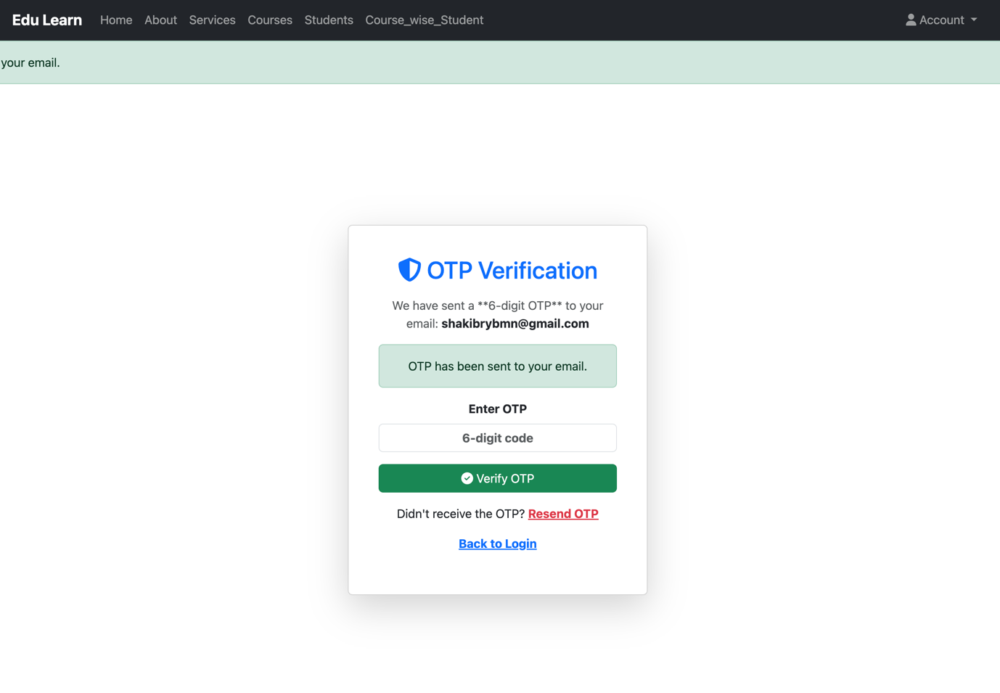 Edu Learn Home About Services Courses Students Course_wise_Student Account
your email.
OTP Verification
We have sent a **6-digit OTP** to your
email: shakibrybmn@gmail.com
OTP has been sent to your email.
Enter OTP
6-digit code
Verify OTP
Didn't receive the OTP? Resend OTP
Back to Login